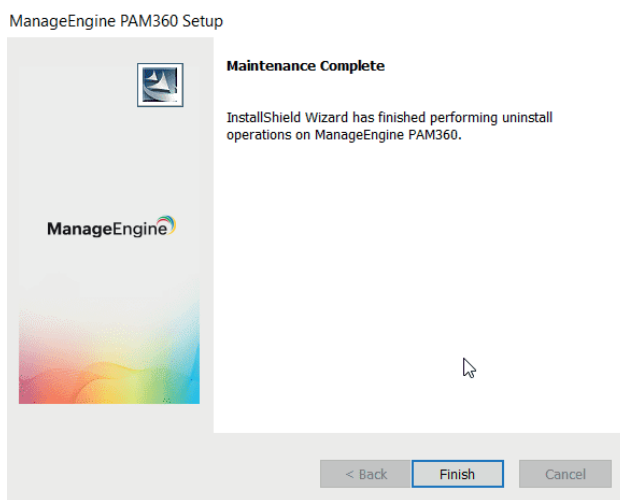 ManageEngine PAM360 Setup
Maintenance Complete
InstallShield Wizard has finished performing uninstall
operations on ManageEngine PAM360.
ManageEngine
< Back
Finish
Cancel